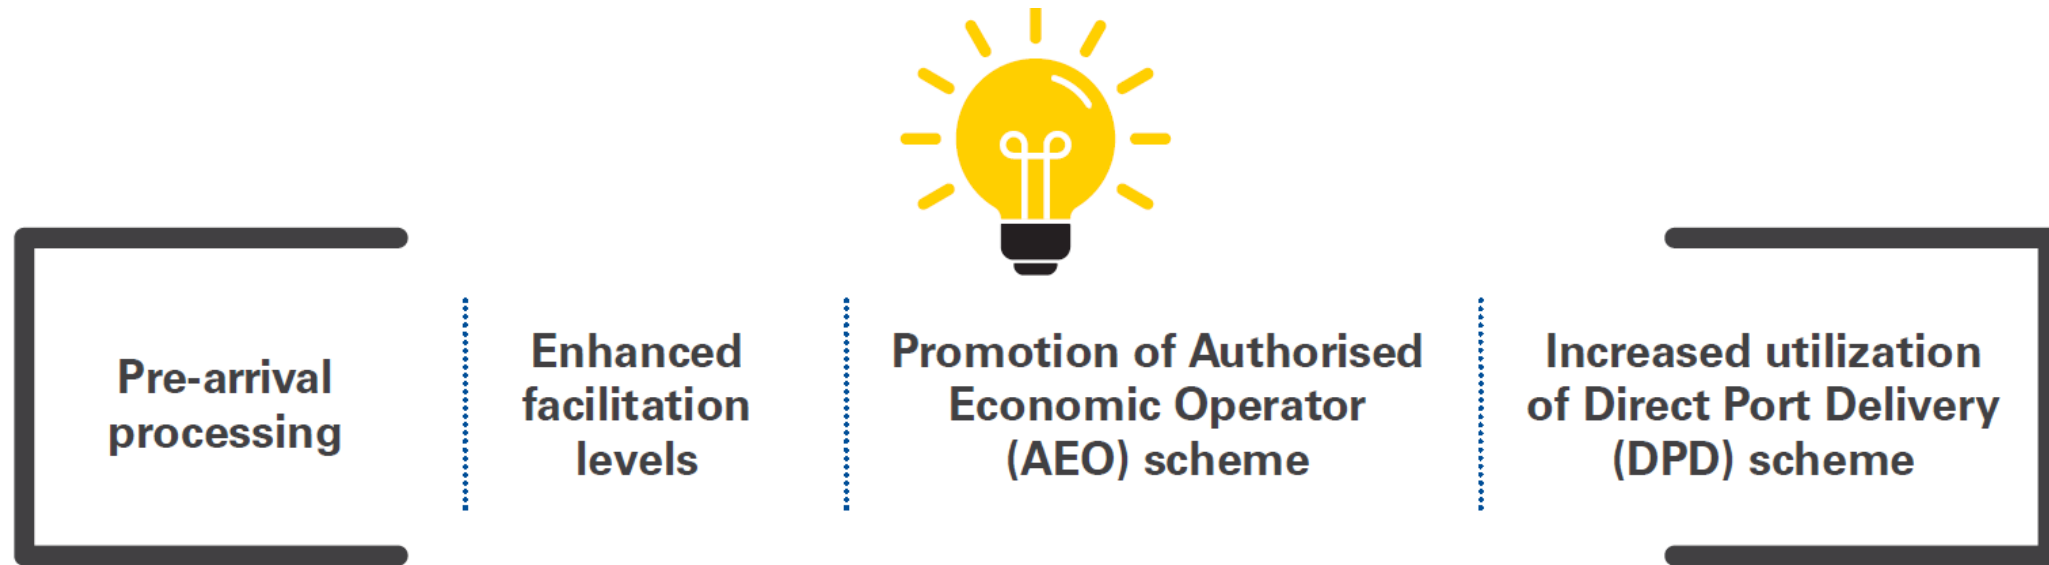 Pre-arrival
processing
Enhanced
facilitation
levels
Promotion of Authorised
Economic Operator
(AEO) scheme
Increased utilization
of Direct Port Delivery
(DPD) scheme